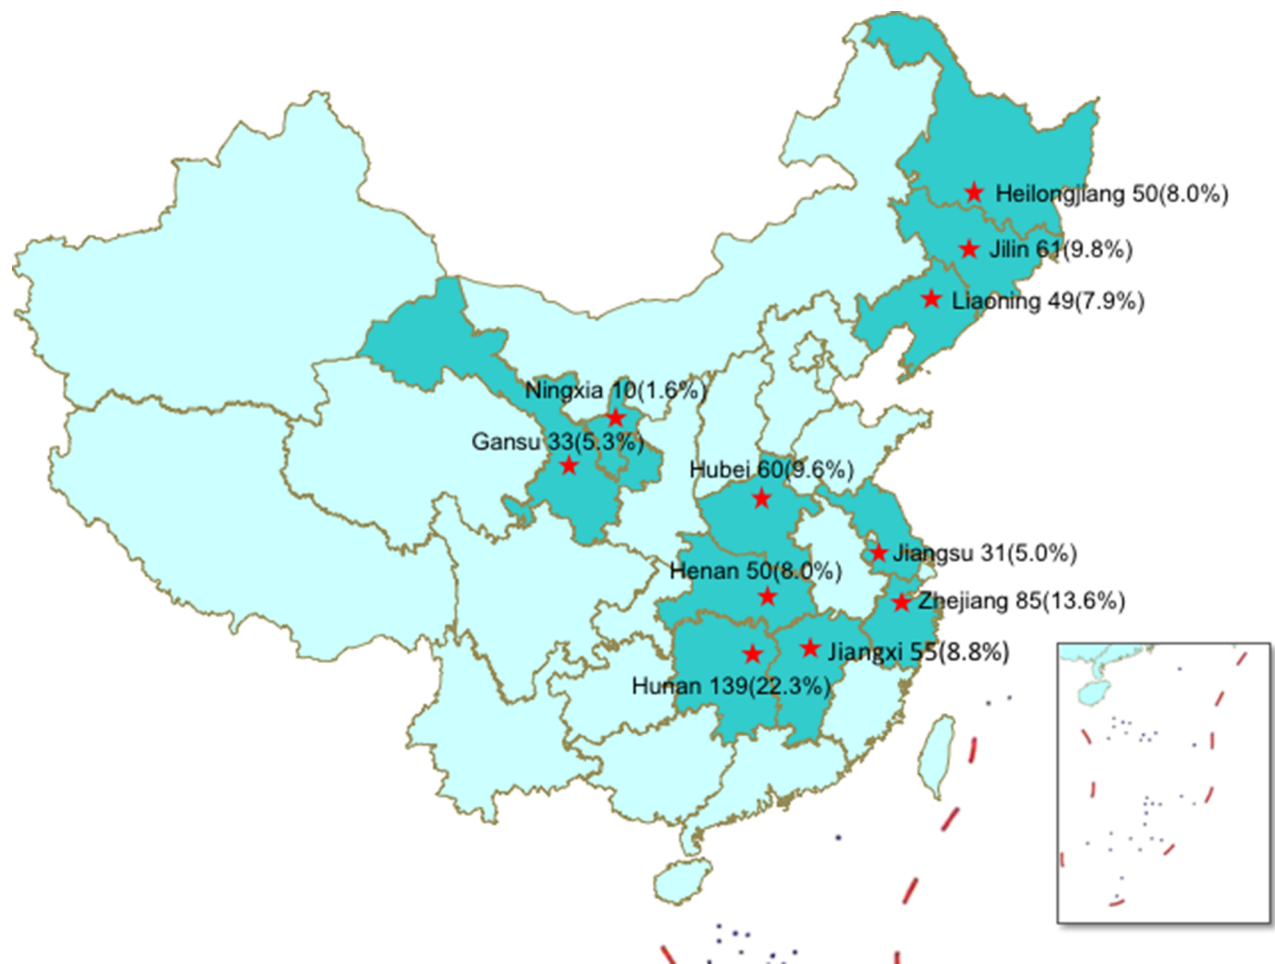 Heilongjiang 50(8.0%)
Jilin 61(9.8%)
Liaoning 49(7.9%)
Ningxia 10(1.6%)
Gansu 33(5.3%)
Hubei 60(9.6%)
Jiangsu 31(5.0%)
Henan 50(8.0%)
Zhejiang 85(13.6%)
Jiangxi 55(8.8%)
Hunan 139(22.3%)